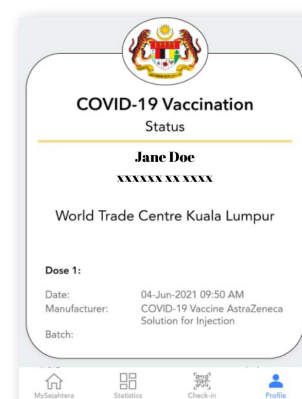 COVID-19 Vaccination
Status
Jane Doe
xxxxxx xx xxxx
World Trade Centre Kuala Lumpur
Dose 1:
Date: 04-Jun-2021 09:50 AM
Manufacturer: COVID-19 Vaccine AstraZeneca
Solution for Injection
Batch:
MySejahtera Statistics Check-in Profile